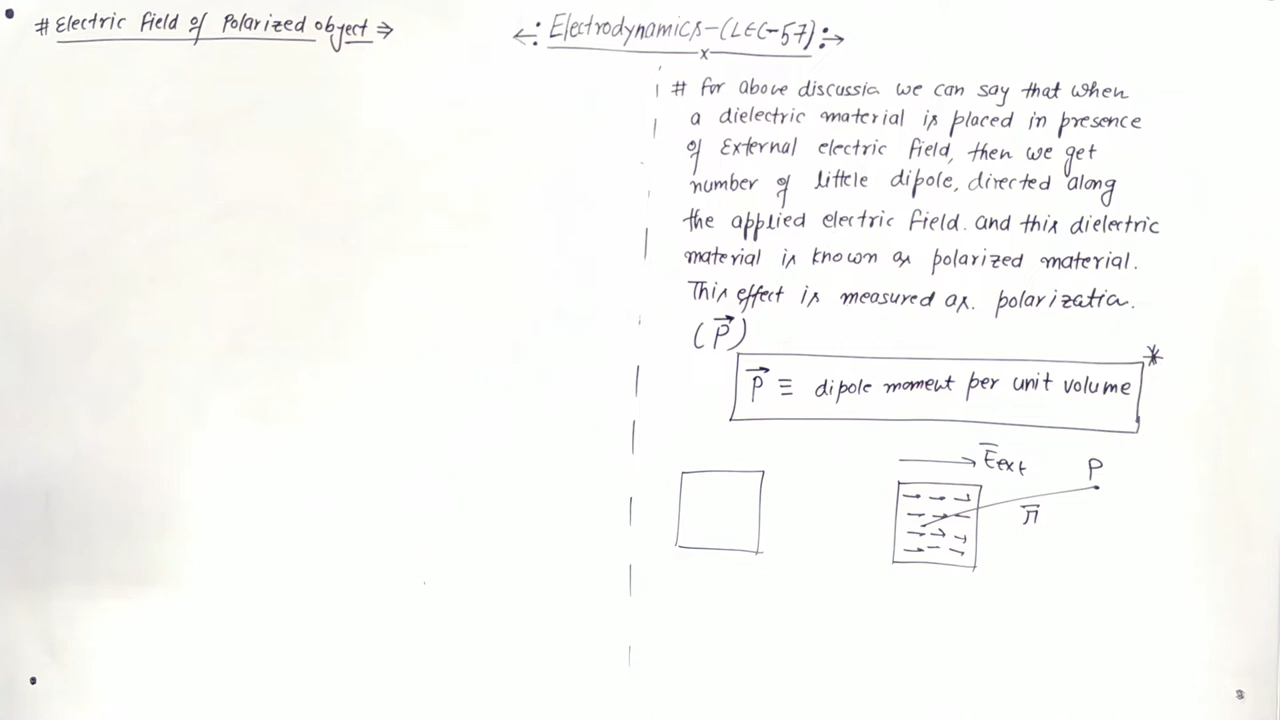 # Electric field of Polarized object ⇒
←: Electrodynamics-(LEC-57) :→
x
# for above discussia we can say that when
a dielectric material is placed in presence
of External electric field, then we get
number of little dipole, directed along
the applied electric field. and this dielectric
material is known as polarized material.
This effect is measured as. polarization.
(P⃗)
*
P⃗ ≡ dipole moment per unit volume
E̅ext
P
r̅